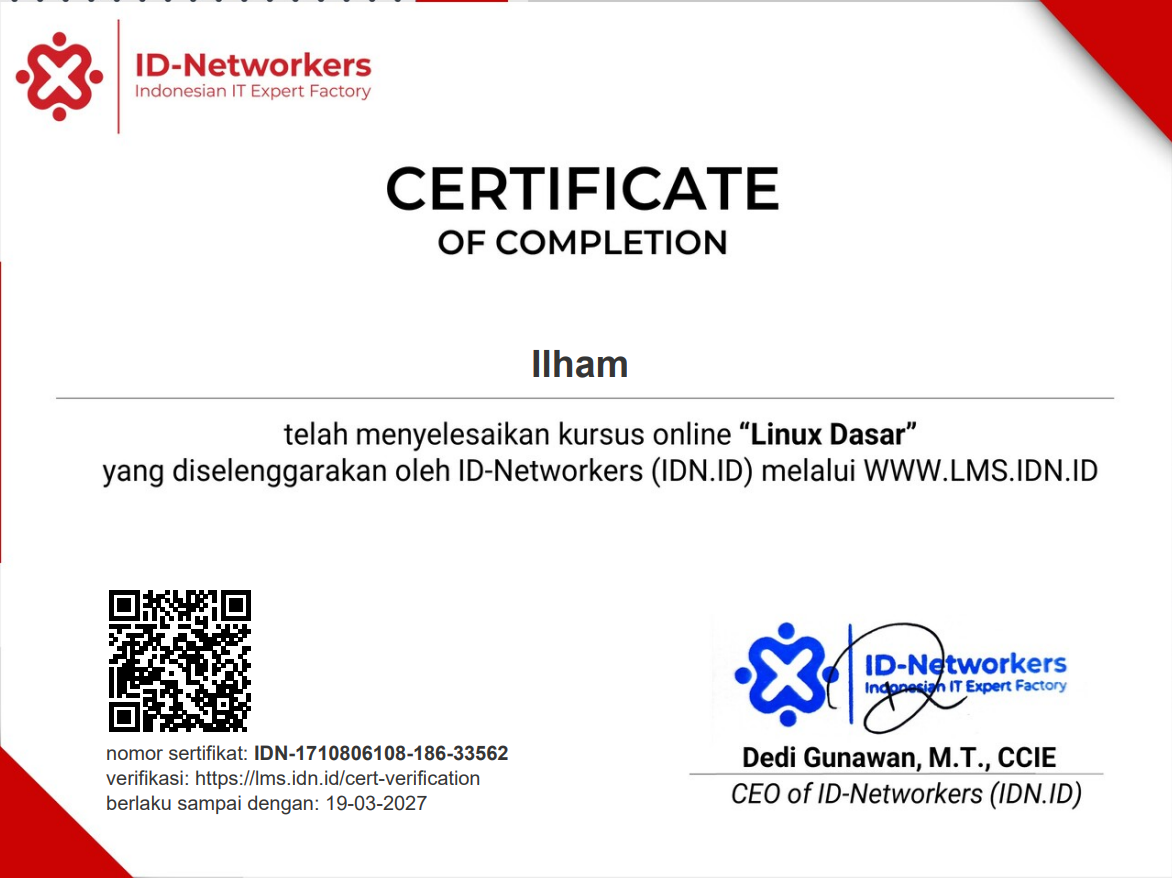 ID-Networkers
Indonesian IT Expert Factory
CERTIFICATE
OF COMPLETION
Ilham
telah menyelesaikan kursus online “Linux Dasar”
yang diselenggarakan oleh ID-Networkers (IDN.ID) melalui WWW.LMS.IDN.ID
nomor sertifikat: IDN-1710806108-186-33562
verifikasi: https://lms.idn.id/cert-verification
berlaku sampai dengan: 19-03-2027
ID-Networkers
Indonesian IT Expert Factory
Dedi Gunawan, M.T., CCIE
CEO of ID-Networkers (IDN.ID)